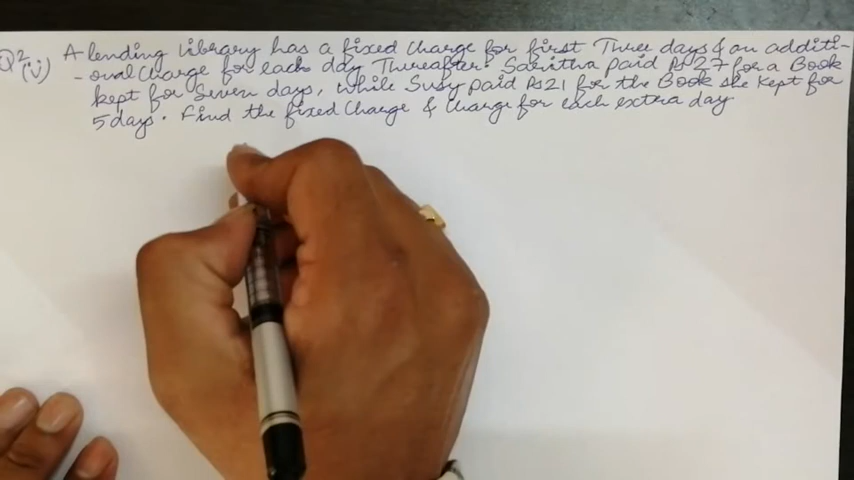 Q2 A lending library has a fixed charge for first Three days & an additi-
(v) -onal charge for each day Thereafter. Saritha paid Rs 27 for a Book
kept for Seven days, while Susy paid Rs 21 for the Book she kept for
5 days. Find the fixed Charge & charge for each extra day